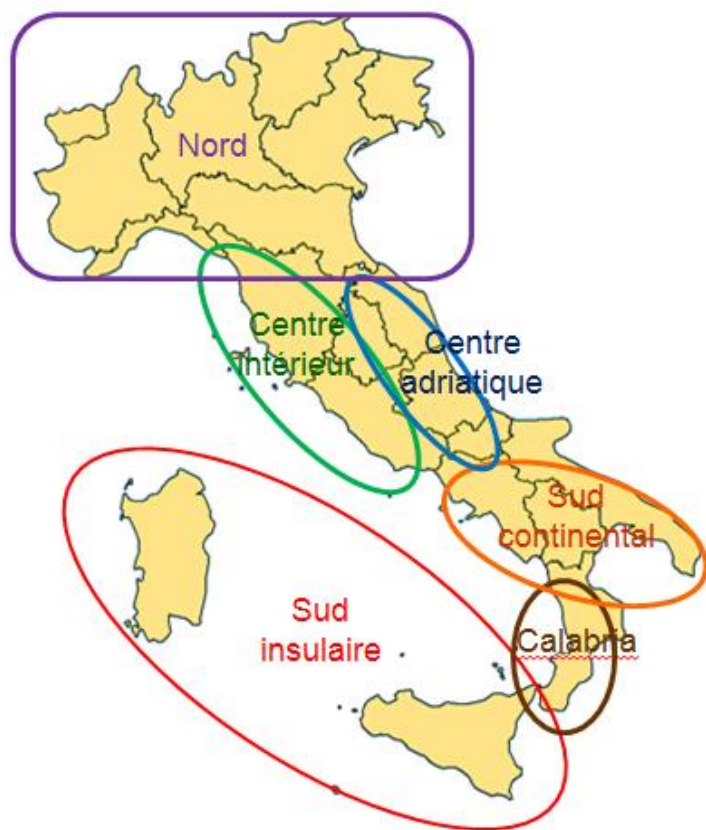 Nord
Centre
intérieur
Centre
adriatique
Sud
continental
Sud
insulaire
Calabria